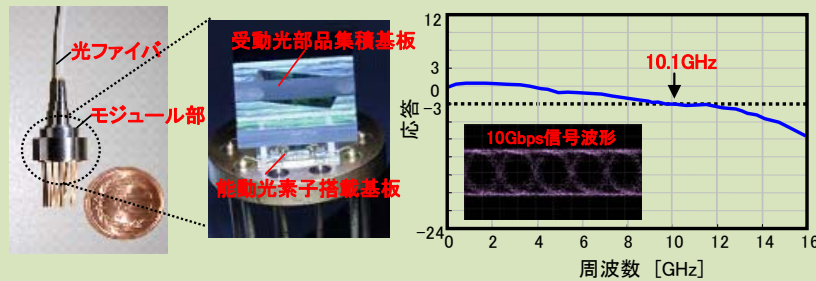 光ファイバ
モジュール部
受動光部品集積基板
能動光素子搭載基板
12
3
0
-3
-24
応答
10.1GHz
10Gbps信号波形
0 2 4 6 8 10 12 14 16
周波数 [GHz]